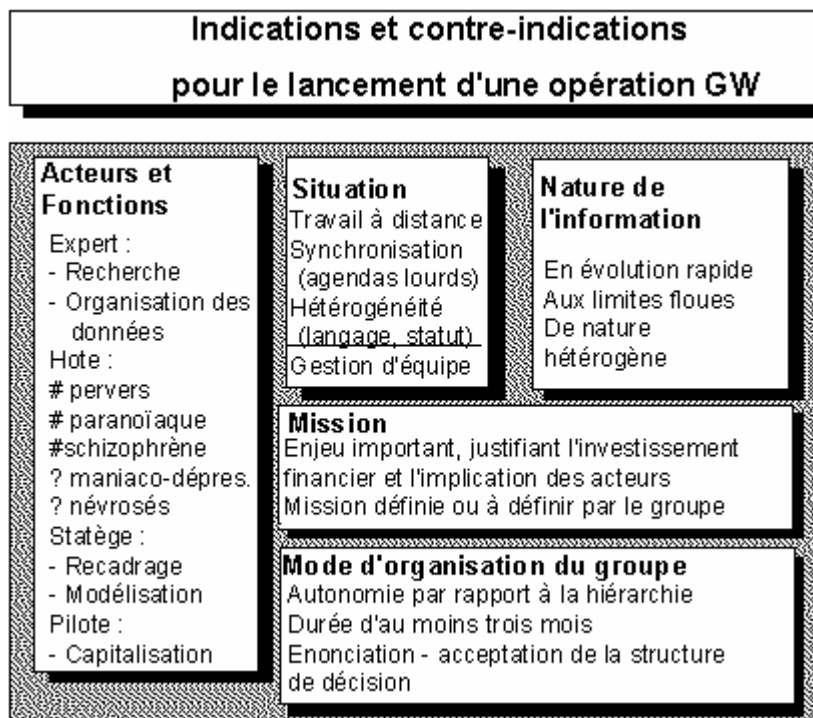 Indications et contre-indications
pour le lancement d'une opération GW
Acteurs et
Fonctions
Expert :
- Recherche
- Organisation des
données
Hote :
# pervers
# paranoïaque
#schizophrène
? maniaco-dépres.
? névrosés
Statège :
- Recadrage
- Modélisation
Pilote :
- Capitalisation
Situation
Travail à distance
Synchronisation
(agendas lourds)
Hétérogénéité
(langage, statut)
Gestion d'équipe
Nature de
l'information
En évolution rapide
Aux limites floues
De nature
hétérogène
Mission
Enjeu important, justifiant l'investissement
financier et l'implication des acteurs
Mission définie ou à définir par le groupe
Mode d'organisation du groupe
Autonomie par rapport à la hiérarchie
Durée d'au moins trois mois
Enonciation - acceptation de la structure
de décision